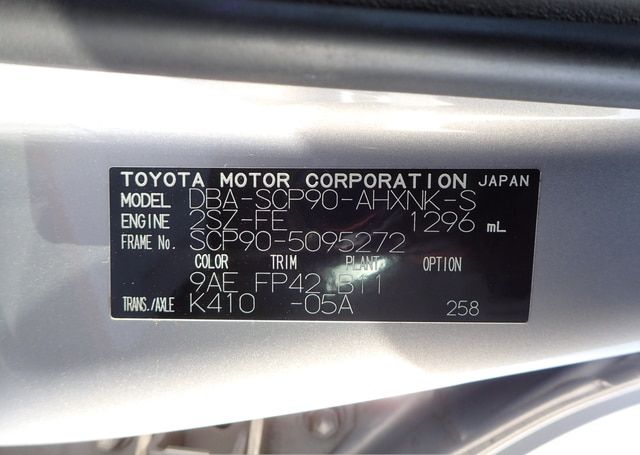 TOYOTA MOTOR CORPORATION JAPAN
MODEL DBA-SCP90-AHXNK-S
ENGINE 2SZ-FE 1296 mL
FRAME No. SCP90-5095272
COLOR TRIM PLANT OPTION
9AE FP42 B11
TRANS./AXLE K410 -05A 258